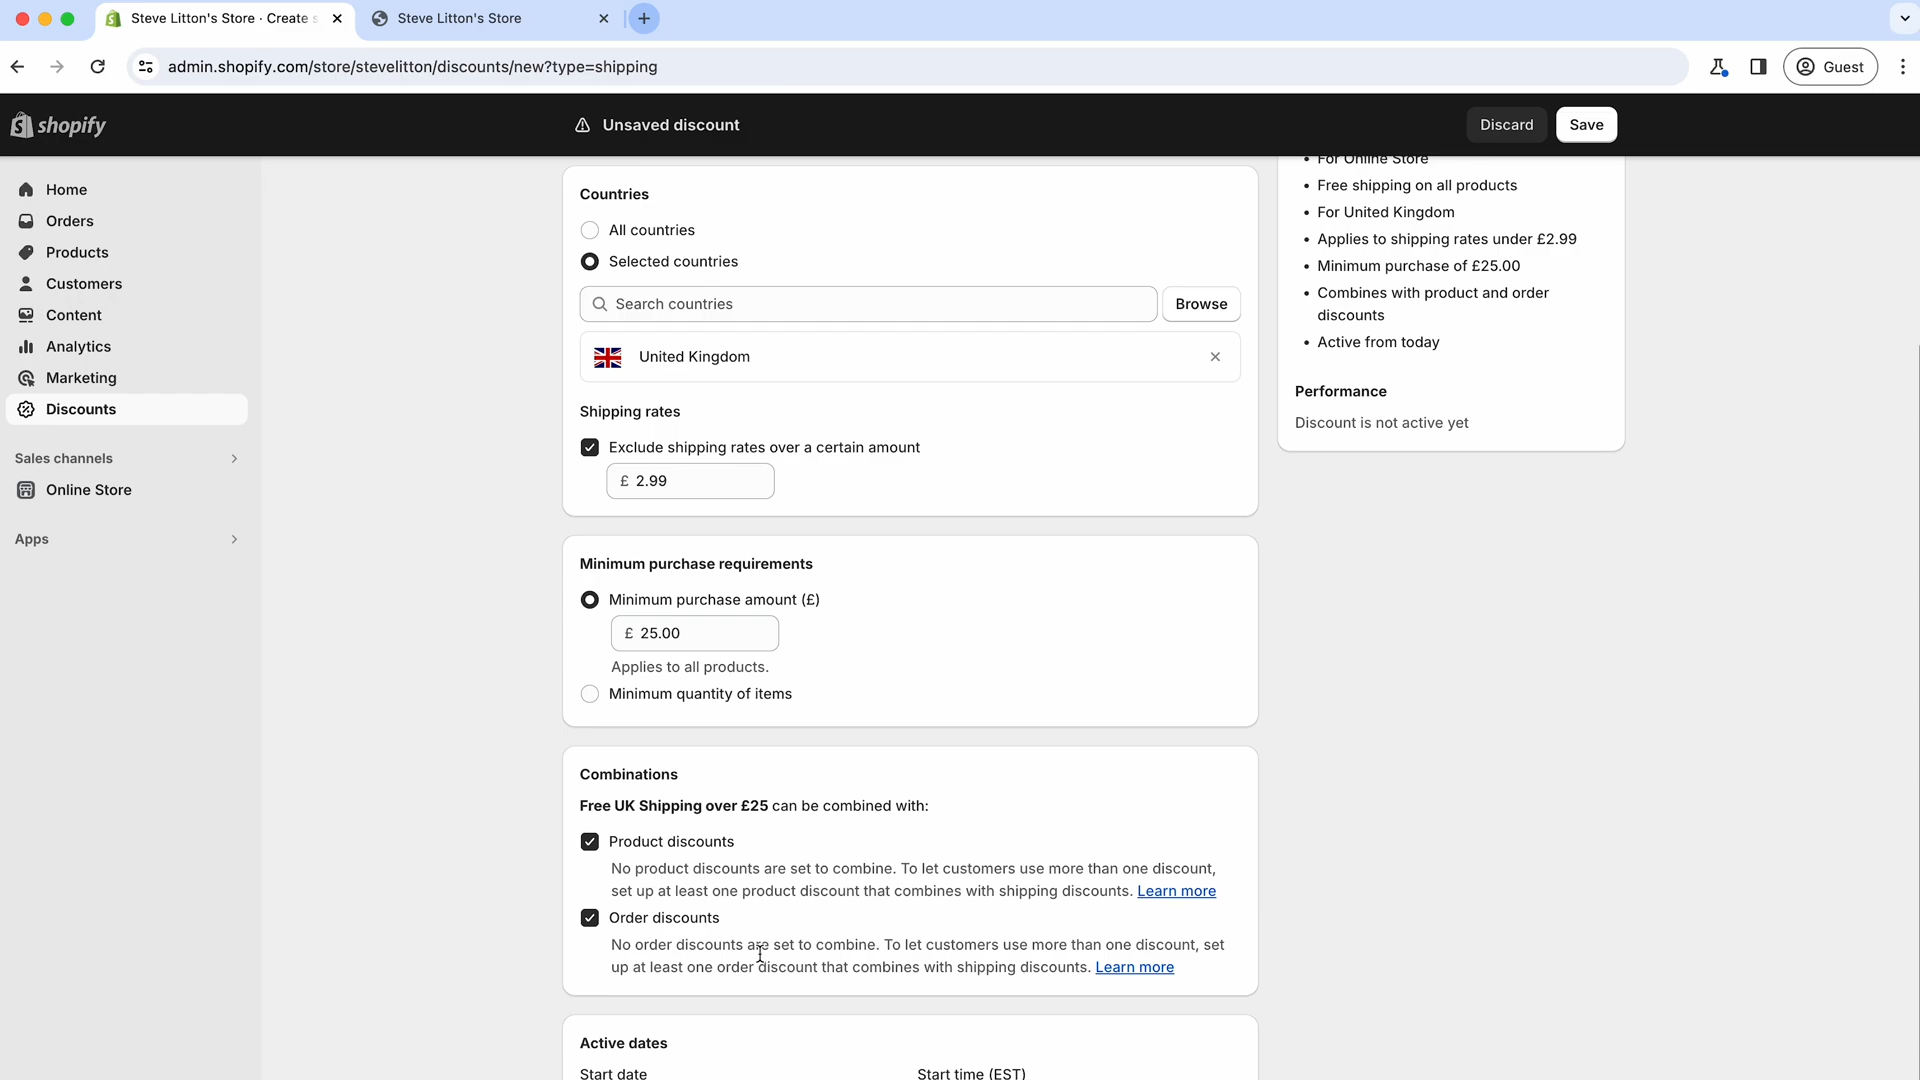 Steve Litton's Store · Create s
Steve Litton's Store
admin.shopify.com/store/stevelitton/discounts/new?type=shipping
Guest
shopify
Unsaved discount
Discard
Save
Home
Orders
Products
Customers
Content
Analytics
Marketing
Discounts
Sales channels
Online Store
Apps
Countries
All countries
Selected countries
Search countries
Browse
United Kingdom
Shipping rates
Exclude shipping rates over a certain amount
£ 2.99
Minimum purchase requirements
Minimum purchase amount (£)
£ 25.00
Applies to all products.
Minimum quantity of items
Combinations
Free UK Shipping over £25 can be combined with:
Product discounts
No product discounts are set to combine. To let customers use more than one discount,
set up at least one product discount that combines with shipping discounts. Learn more
Order discounts
No order discounts are set to combine. To let customers use more than one discount, set
up at least one order discount that combines with shipping discounts. Learn more
Active dates
Start date
Start time (EST)
• For Online Store
• Free shipping on all products
• For United Kingdom
• Applies to shipping rates under £2.99
• Minimum purchase of £25.00
• Combines with product and order
discounts
• Active from today
Performance
Discount is not active yet